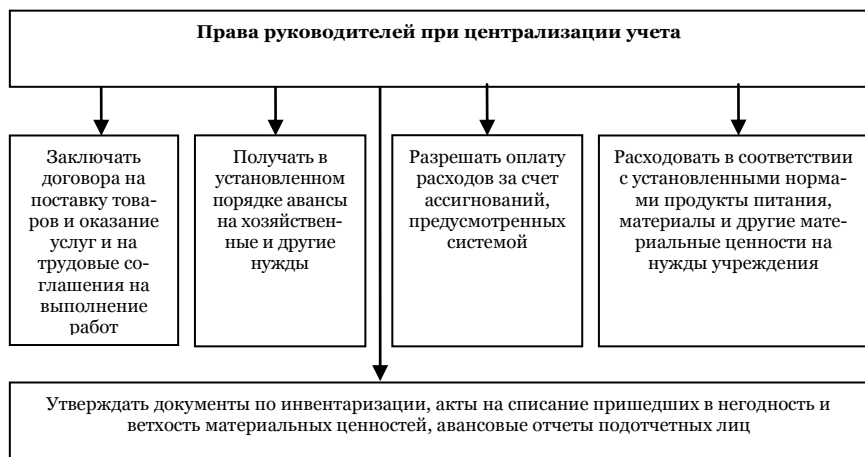 Права руководителей при централизации учета
Заключать
договора на
поставку това-
ров и оказание
услуг и на
трудовые со-
глашения на
выполнение
работ
Получать в
установленном
порядке авансы
на хозяйствен-
ные и другие
нужды
Разрешать оплату
расходов за счет
ассигнований,
предусмотренных
системой
Расходовать в соответствии
с установленными норма-
ми продукты питания,
материалы и другие мате-
риальные ценности на
нужды учреждения
Утверждать документы по инвентаризации, акты на списание пришедших в негодность и
ветхость материальных ценностей, авансовые отчеты подотчетных лиц